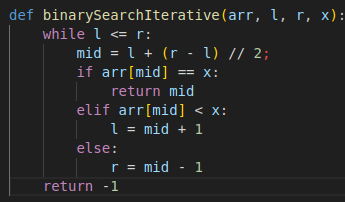 def binarySearchIterative(arr, l, r, x):
    while l <= r:
        mid = l + (r - l) // 2;
        if arr[mid] == x:
            return mid
        elif arr[mid] < x:
            l = mid + 1
        else:
            r = mid - 1
    return -1